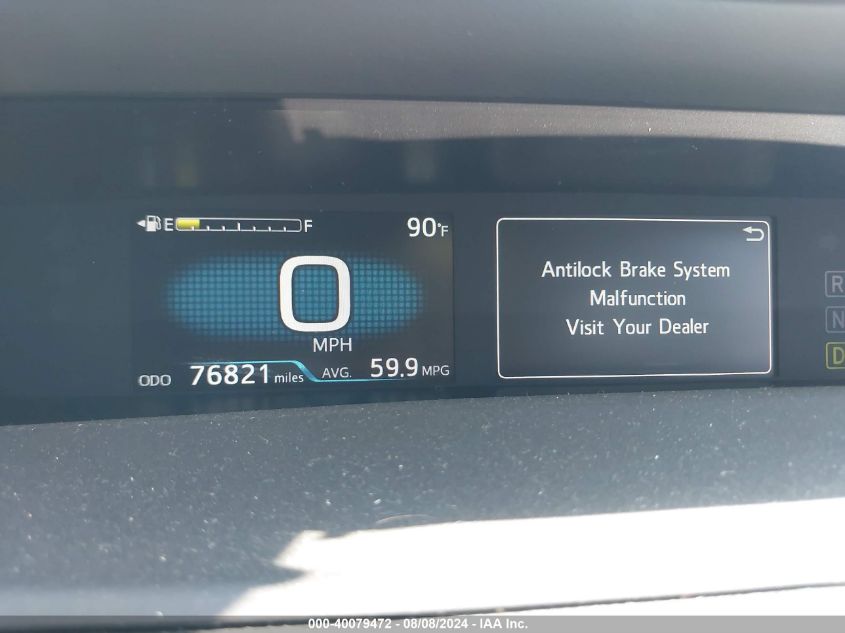 E F 90°F
0
MPH
ODO 76821 miles AVG. 59.9 MPG
Antilock Brake System
Malfunction
Visit Your Dealer
R
N
D
000-40079472 - 08/08/2024 - IAA Inc.